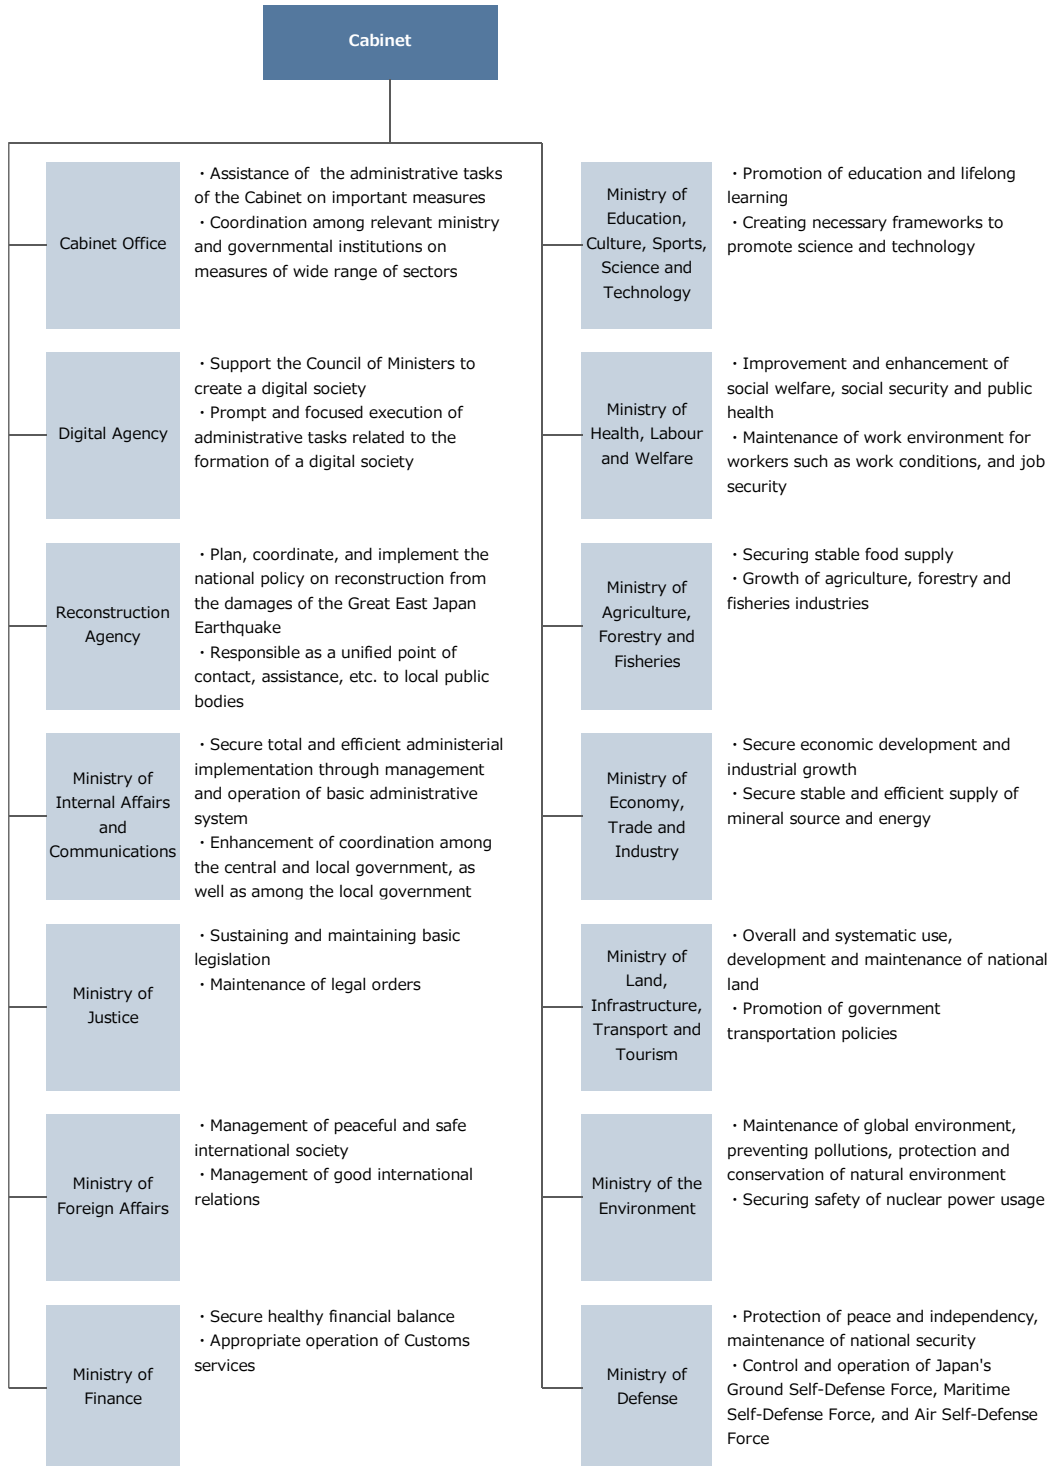 Cabinet
Cabinet Office
・Assistance of  the administrative tasks
of the Cabinet on important measures
・Coordination among relevant ministry
and governmental institutions on
measures of wide range of sectors
Digital Agency
・Support the Council of Ministers to
create a digital society
・Prompt and focused execution of
administrative tasks related to the
formation of a digital society
Reconstruction
Agency
・Plan, coordinate, and implement the
national policy on reconstruction from
the damages of the Great East Japan
Earthquake
・Responsible as a unified point of
contact, assistance, etc. to local public
bodies
Ministry of
Internal Affairs
and
Communications
・Secure total and efficient administerial
implementation through management
and operation of basic administrative
system
・Enhancement of coordination among
the central and local government, as
well as among the local government
Ministry of
Justice
・Sustaining and maintaining basic
legislation
・Maintenance of legal orders
Ministry of
Foreign Affairs
・Management of peaceful and safe
international society
・Management of good international
relations
Ministry of
Finance
・Secure healthy financial balance
・Appropriate operation of Customs
services
Ministry of
Education,
Culture, Sports,
Science and
Technology
・Promotion of education and lifelong
learning
・Creating necessary frameworks to
promote science and technology
Ministry of
Health, Labour
and Welfare
・Improvement and enhancement of
social welfare, social security and public
health
・Maintenance of work environment for
workers such as work conditions, and job
security
Ministry of
Agriculture,
Forestry and
Fisheries
・Securing stable food supply
・Growth of agriculture, forestry and
fisheries industries
Ministry of
Economy,
Trade and
Industry
・Secure economic development and
industrial growth
・Secure stable and efficient supply of
mineral source and energy
Ministry of
Land,
Infrastructure,
Transport and
Tourism
・Overall and systematic use,
development and maintenance of national
land
・Promotion of government
transportation policies
Ministry of the
Environment
・Maintenance of global environment,
preventing pollutions, protection and
conservation of natural environment
・Securing safety of nuclear power usage
Ministry of
Defense
・Protection of peace and independency,
maintenance of national security
・Control and operation of Japan's
Ground Self-Defense Force, Maritime
Self-Defense Force, and Air Self-Defense
Force